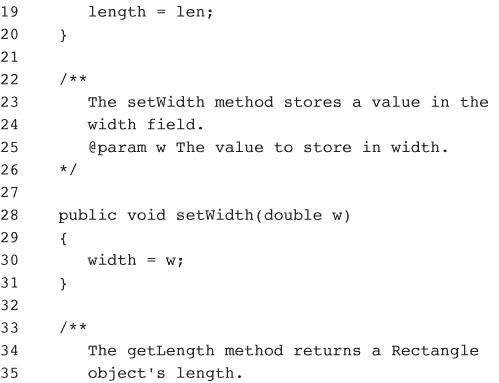 19       length = len;
20    }
21
22    /**
23       The setWidth method stores a value in the
24       width field.
25       @param w The value to store in width.
26    */
27
28    public void setWidth(double w)
29    {
30       width = w;
31    }
32
33    /**
34       The getLength method returns a Rectangle
35       object's length.